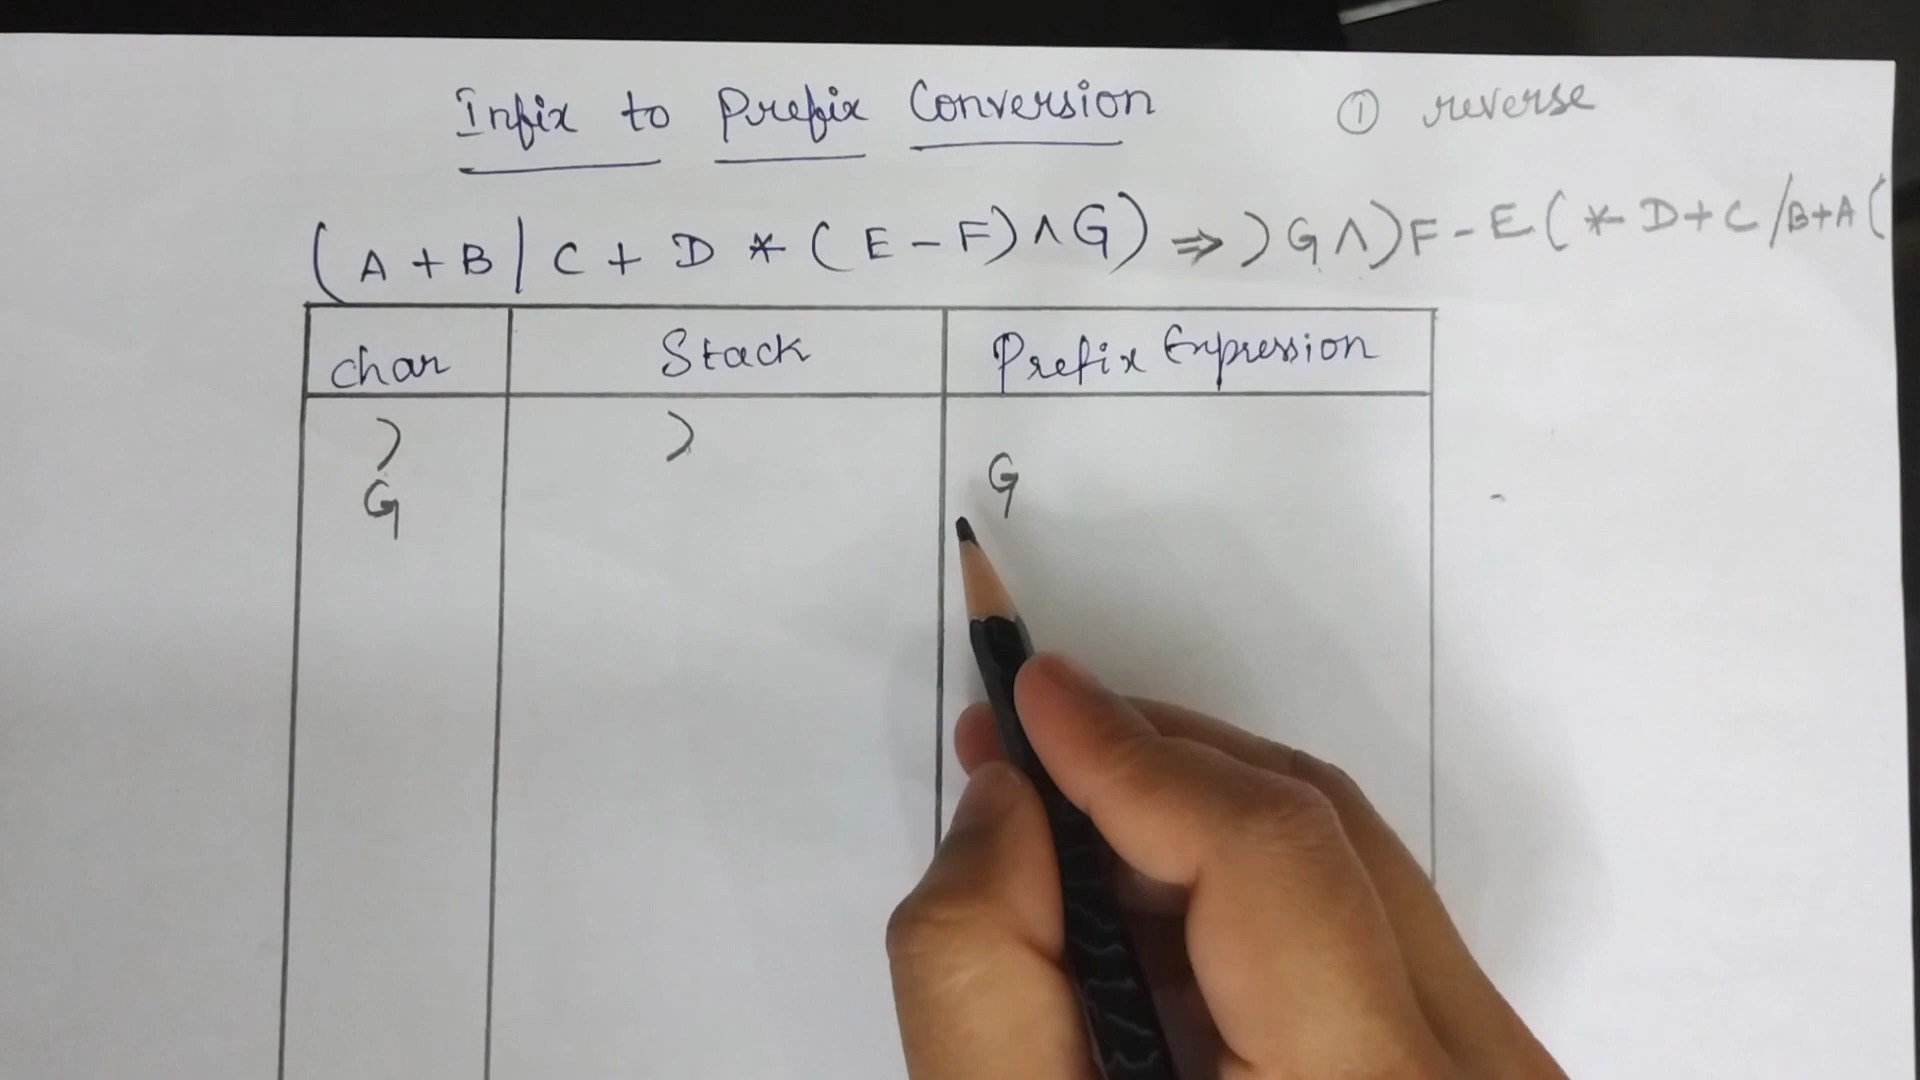 Infix to Prefix Conversion ① reverse
(A+B/C+D*(E-F)∧G) ⇒ )G∧)F-E(*D+C/B+A(
char Stack Prefix Expression
) )
G G